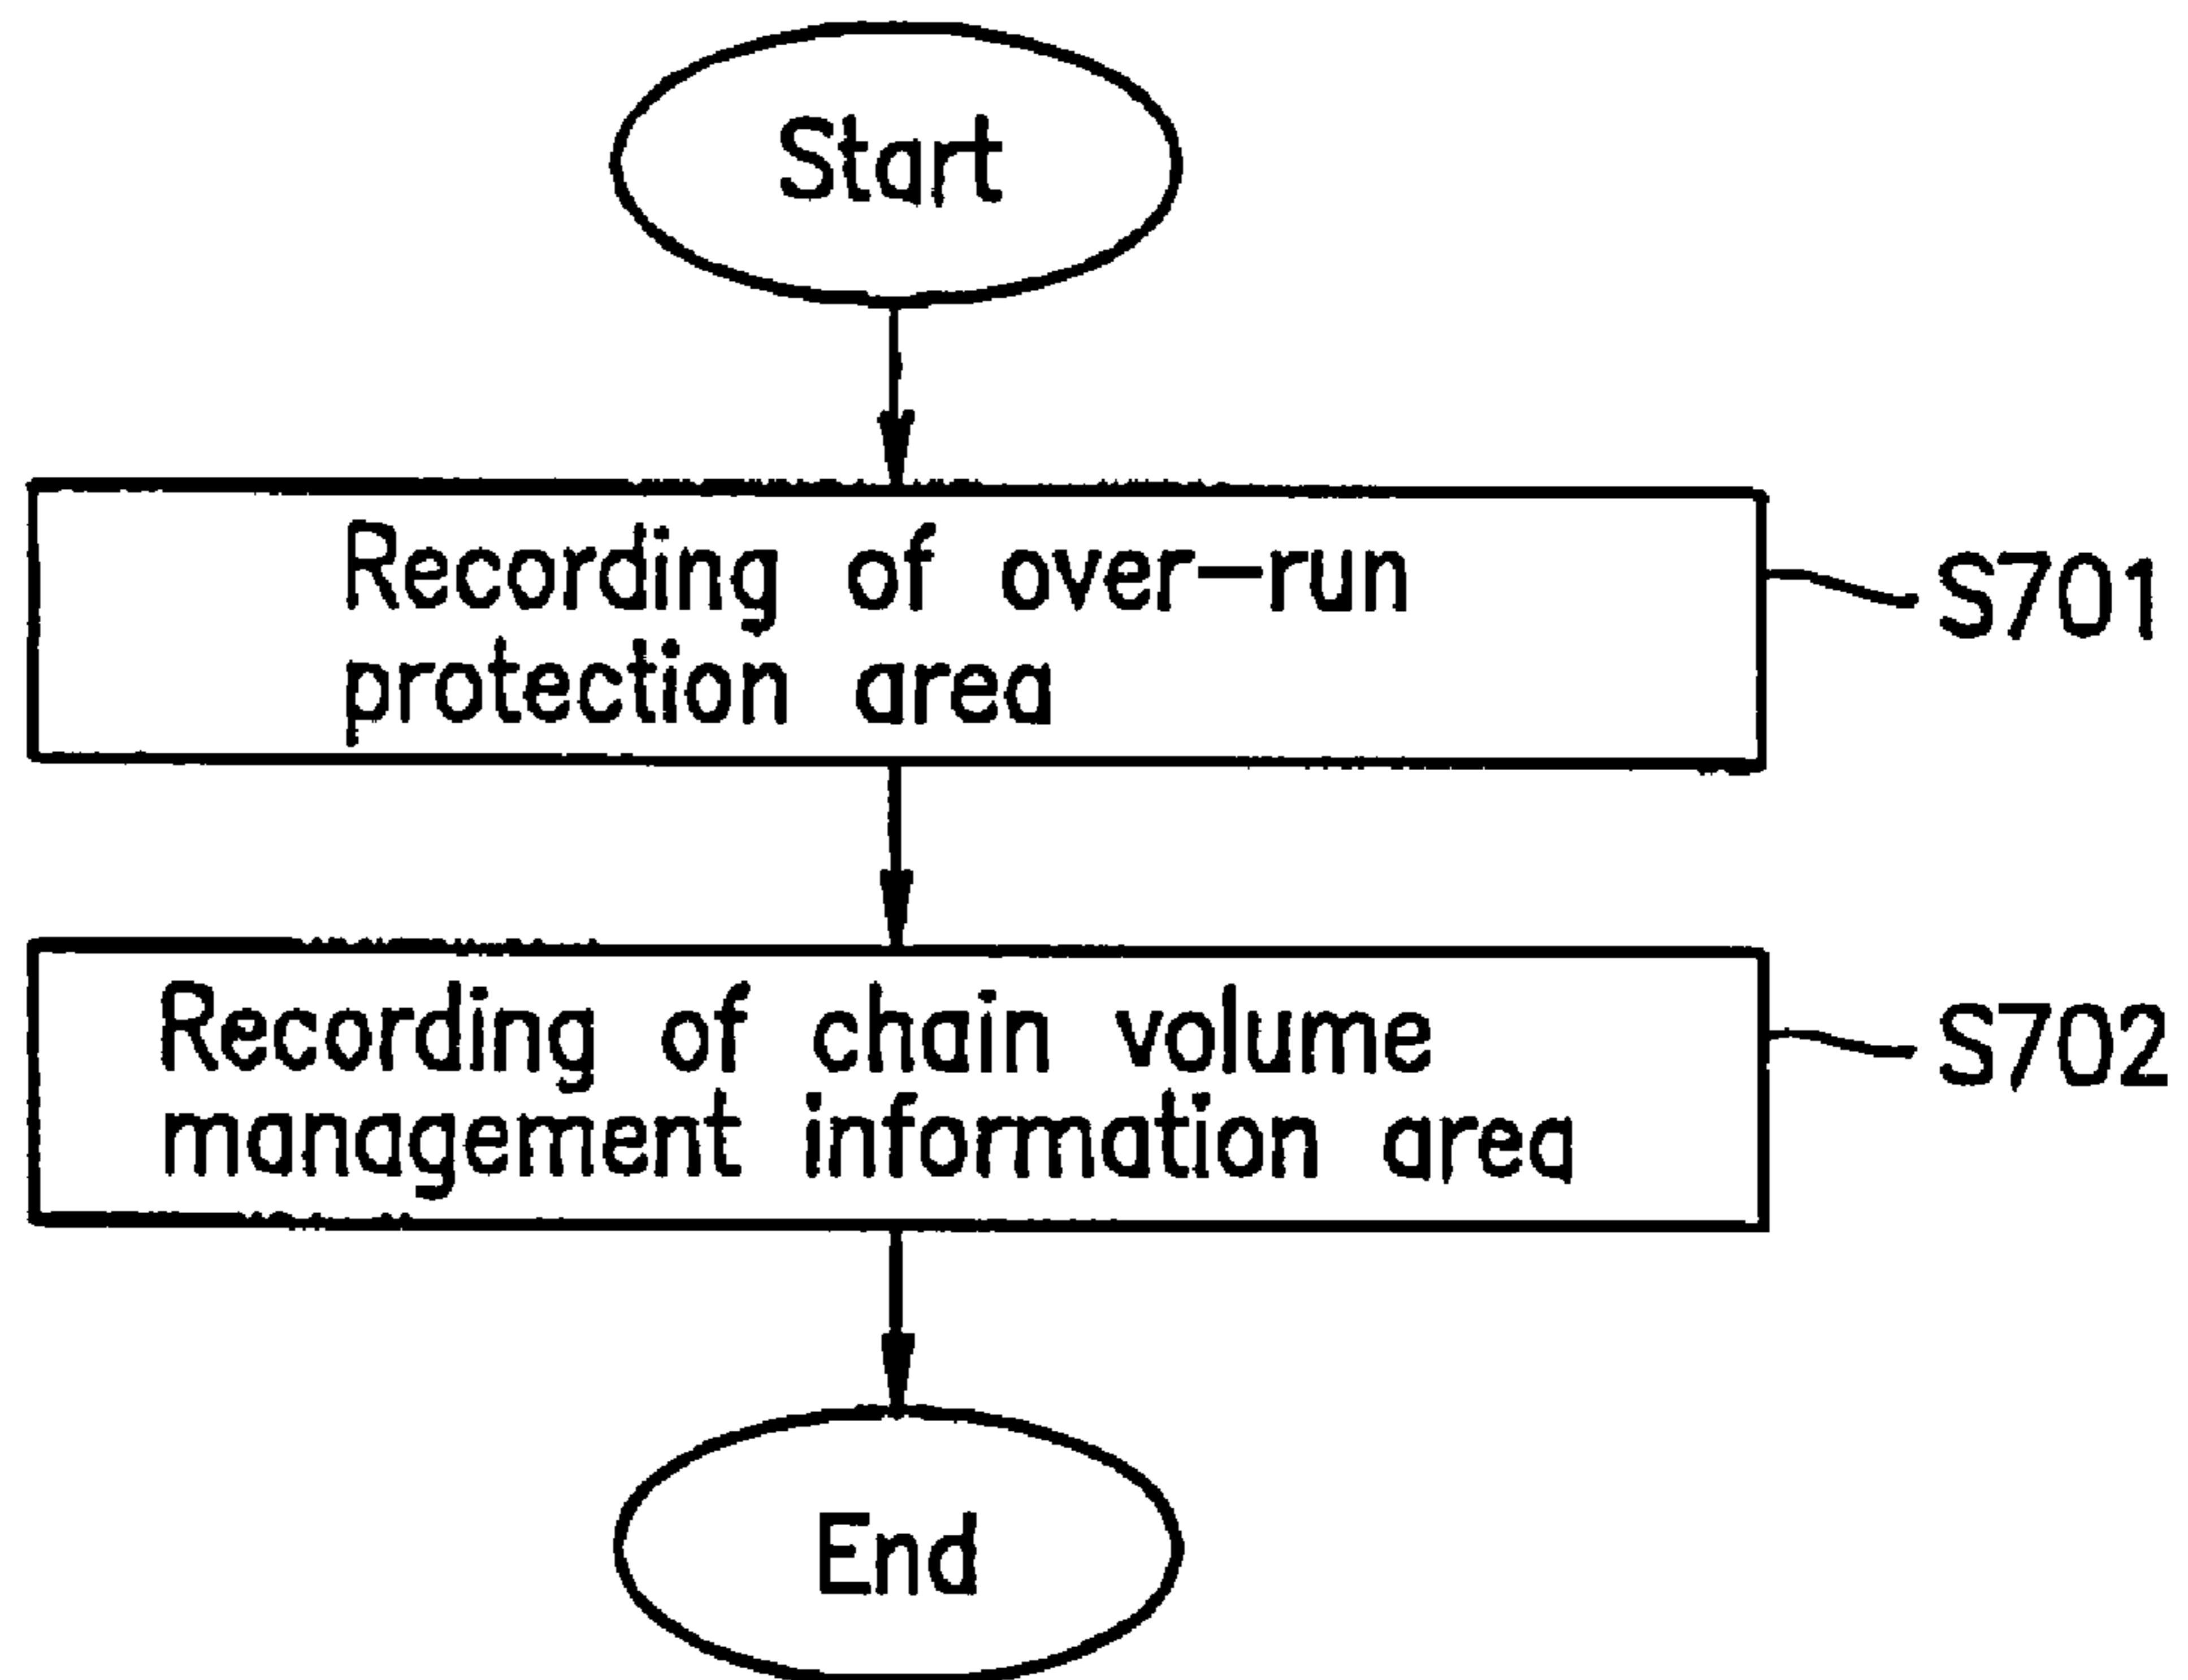 Start
Recording of over-run
protection area
S701
Recording of chain volume
management information area
S702
End